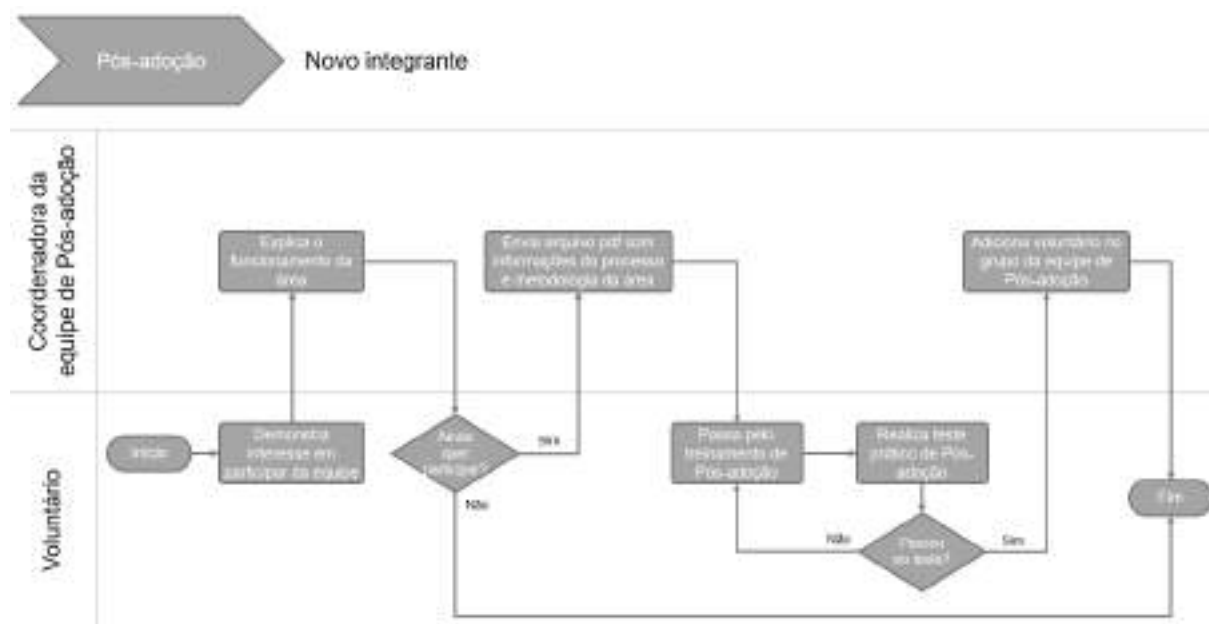 Pós-adoção
Novo integrante
Coordenadora da
equipe de Pós-adoção
Explica o
funcionamento da
área
Envia arquivo pdf com
informações do processo
e metodologia da área
Adiciona voluntário no
grupo da equipe de
Pós-adoção
Voluntário
Início
Demonstra
interesse em
participar da equipe
quer
participar?
Sim
Não
Passa pelo
treinamento de
Pós-adoção
Realiza teste
prático de Pós-
adoção
Passou
no teste?
Não
Sim
Fim